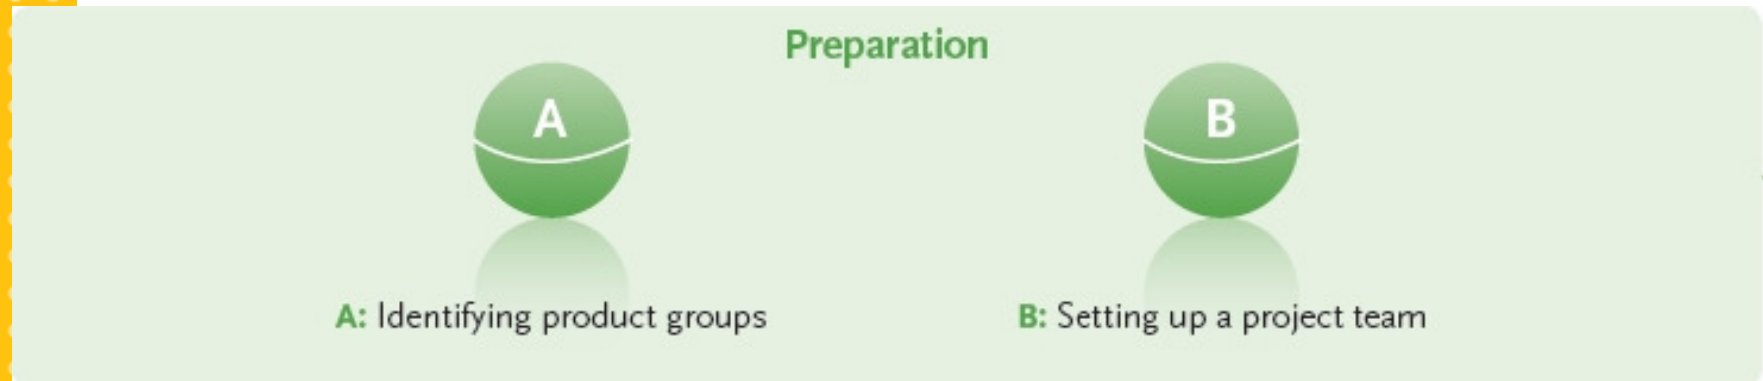 Preparation
A
B
A: Identifying product groups
B: Setting up a project team